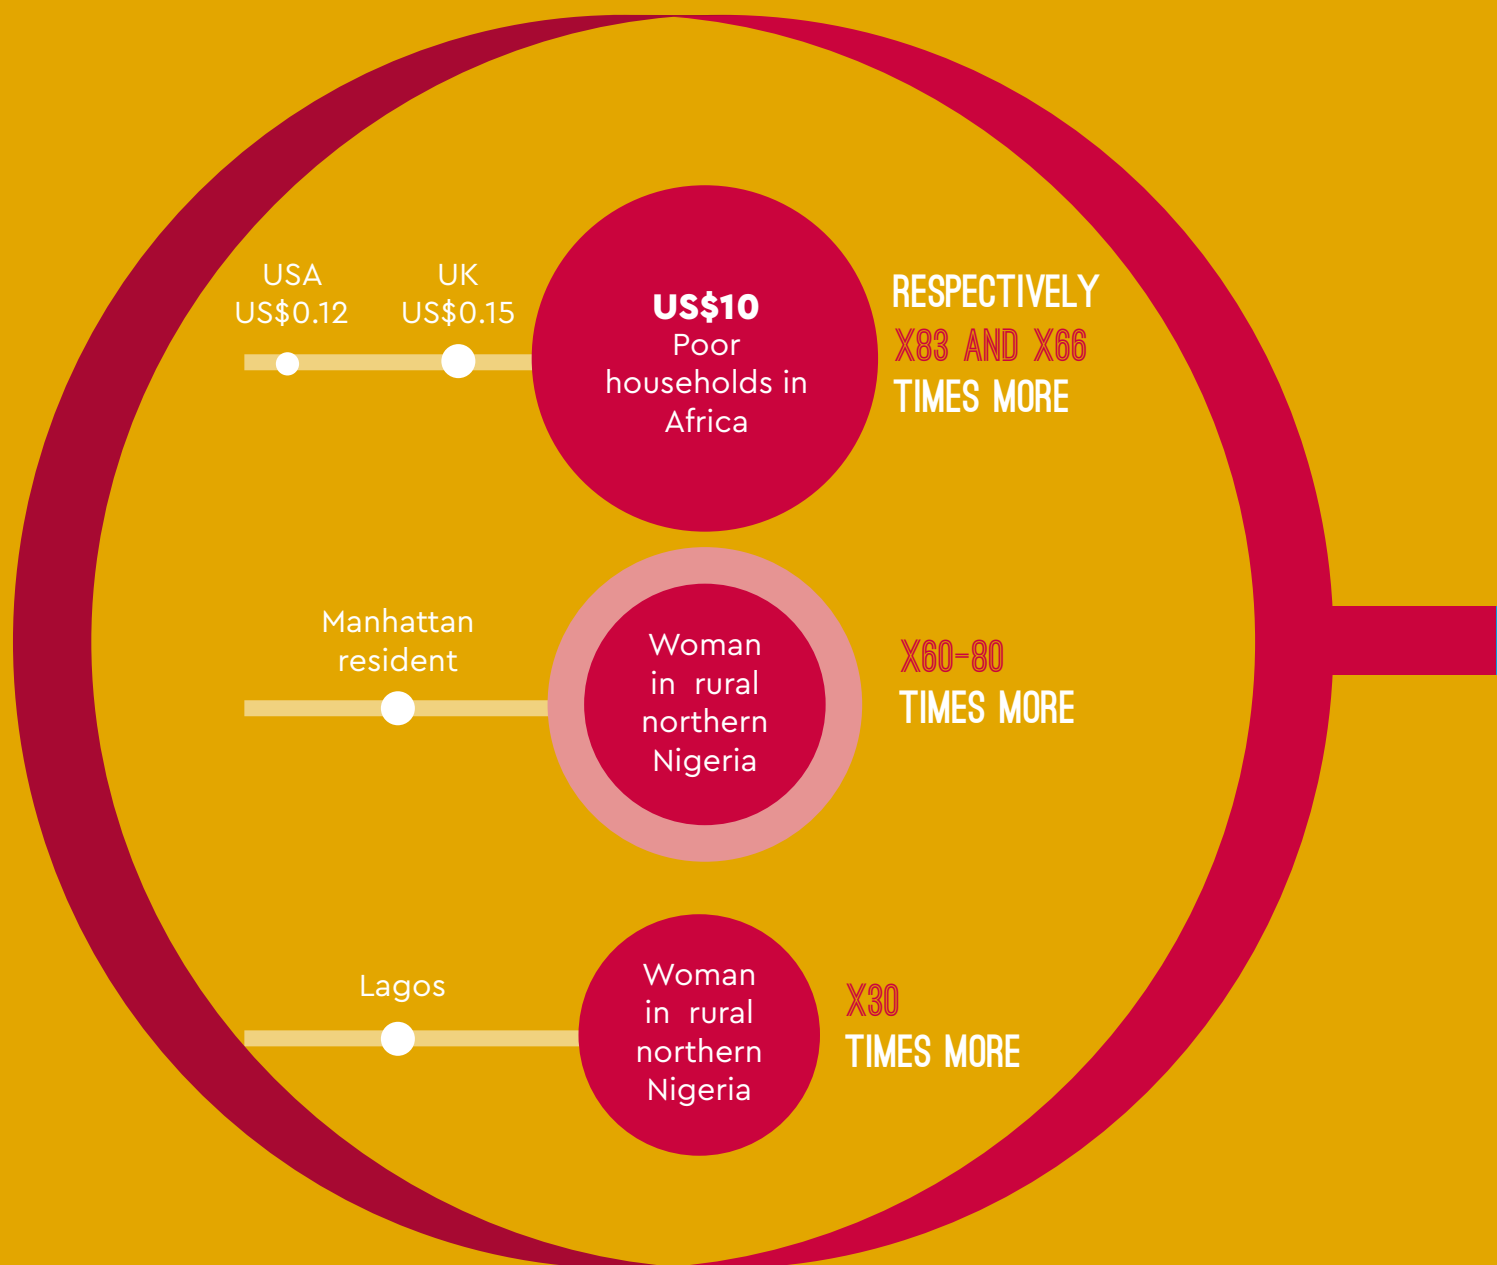 USA
US$0.12
UK
US$0.15
US$10
Poor
households in
Africa
RESPECTIVELY
X83 AND X66
TIMES MORE
Manhattan
resident
Woman
in rural
northern
Nigeria
X60-80
TIMES MORE
Lagos
Woman
in rural
northern
Nigeria
X30
TIMES MORE